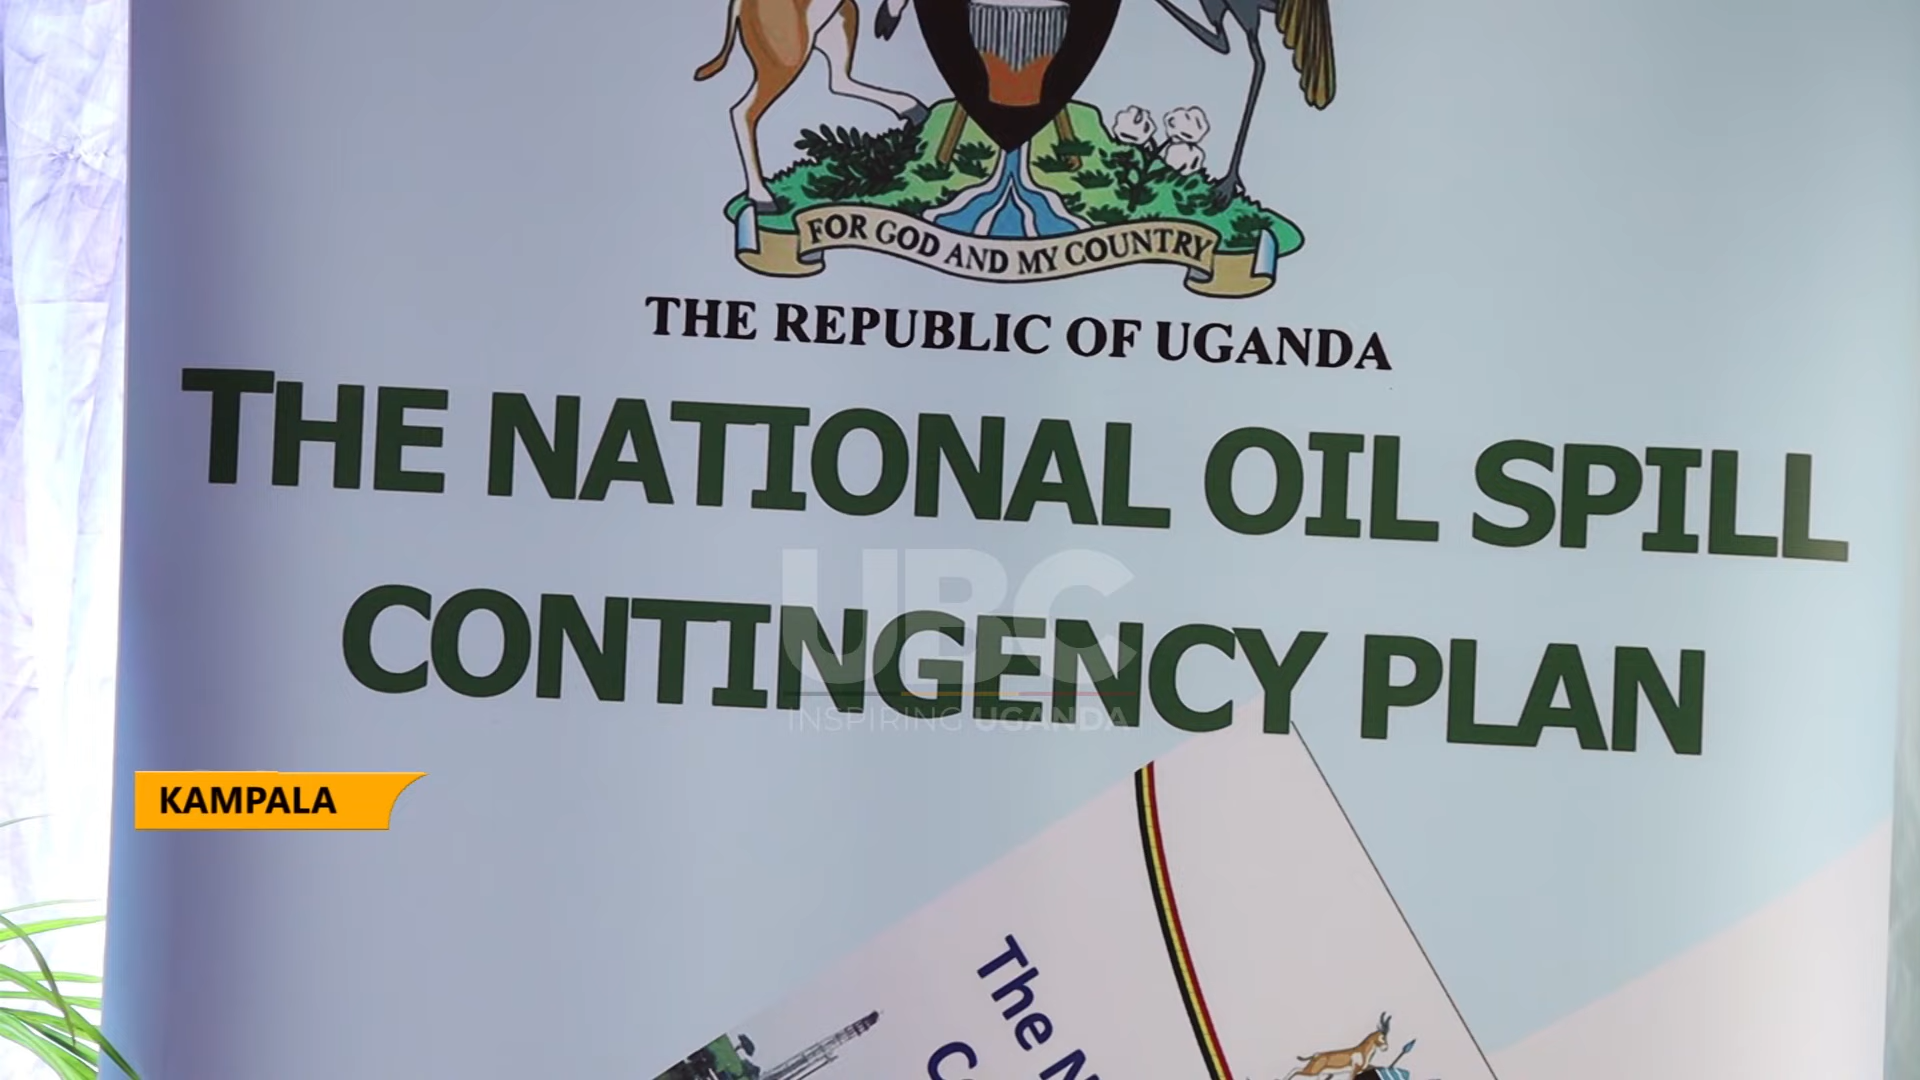 FOR GOD AND MY COUNTRY
THE REPUBLIC OF UGANDA
THE NATIONAL OIL SPILL
CONTINGENCY PLAN
UBC
INSPIRING UGANDA
KAMPALA
The